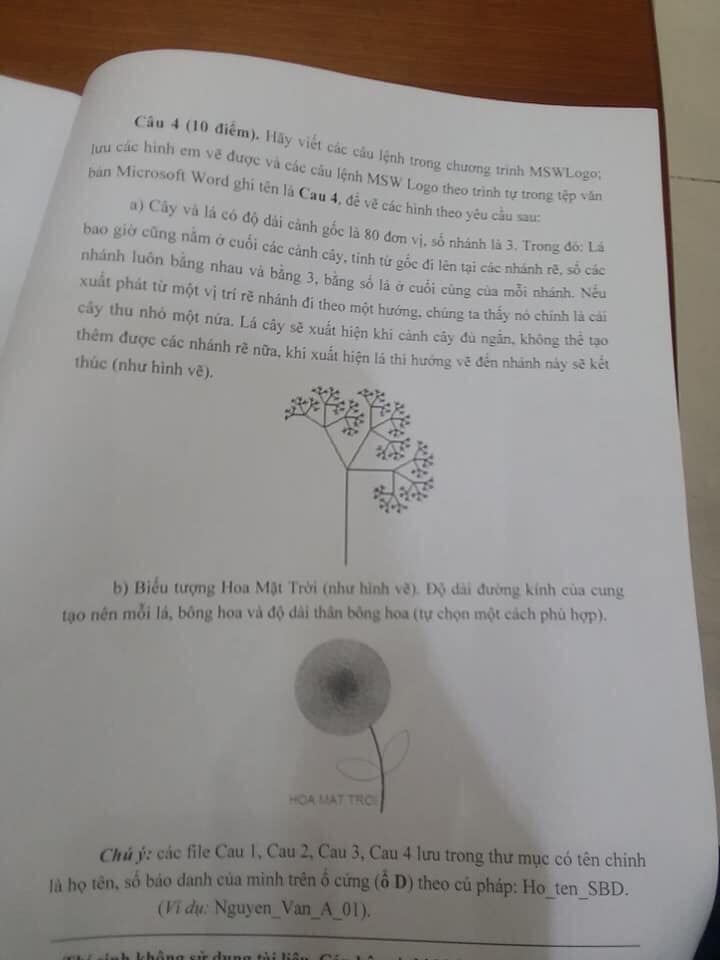 Câu 4 (10 điểm). Hãy viết các câu lệnh trong chương trình MSWLogo;
lưu các hình em vẽ được và các câu lệnh MSW Logo theo trình tự trong tệp văn
bản Microsoft Word ghi tên là Cau 4, để vẽ các hình theo yêu cầu sau:
a) Cây và lá có độ dài cành gốc là 80 đơn vị, số nhánh là 3. Trong đó: Lá
bao giờ cũng nằm ở cuối các cành cây, tính từ gốc đi lên tại các nhánh rẽ, số các
nhánh luôn bằng nhau và bằng 3, bằng số lá ở cuối cùng của mỗi nhánh. Nếu
xuất phát từ một vị trí rẽ nhánh đi theo một hướng, chúng ta thấy nó chính là cái
cây thu nhỏ một nửa. Lá cây sẽ xuất hiện khi cành cây đủ ngắn, không thể tạo
thêm được các nhánh rẽ nữa, khi xuất hiện lá thì hướng vẽ đến nhánh này sẽ kết
thúc (như hình vẽ).
b) Biểu tượng Hoa Mặt Trời (như hình vẽ). Độ dài đường kính của cung
tạo nên mỗi lá, bông hoa và độ dài thân bông hoa (tự chọn một cách phù hợp).
HOA MAT TROI
Chú ý: các file Cau 1, Cau 2, Cau 3, Cau 4 lưu trong thư mục có tên chính
là họ tên, số báo danh của mình trên ổ cứng (ổ D) theo cú pháp: Ho_ten_SBD.
(Ví dụ: Nguyen_Van_A_01).
Thí sinh không sử dụng tài liệu.